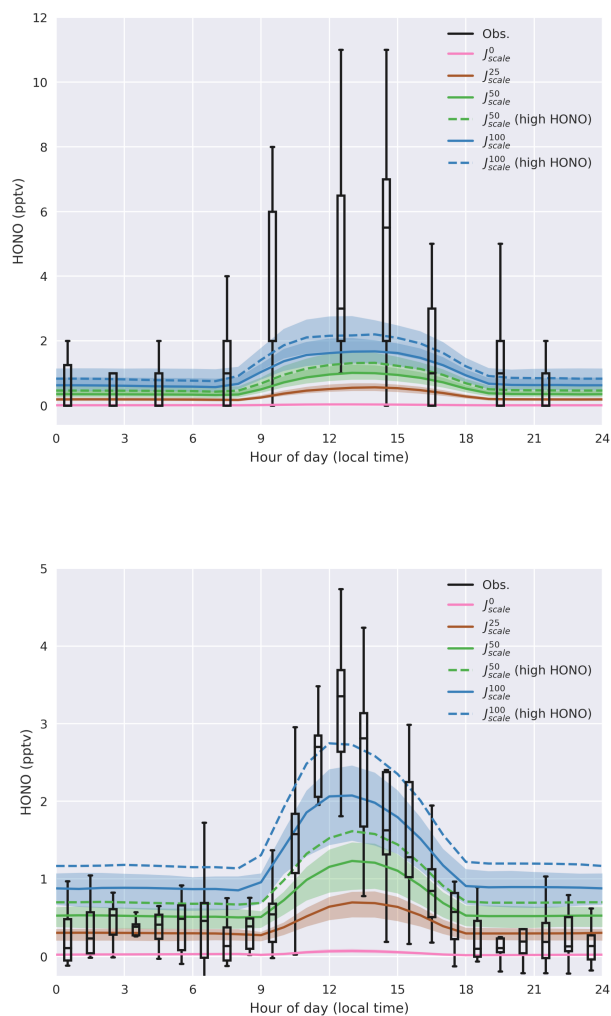 12
10
8
6
4
2
0
HONO (pptv)
Obs.
J⁰scale
J²⁵scale
J⁵⁰scale
J⁵⁰scale (high HONO)
J¹⁰⁰scale
J¹⁰⁰scale (high HONO)
0 3 6 9 12 15 18 21 24
Hour of day (local time)
5
4
3
2
1
0
HONO (pptv)
Obs.
J⁰scale
J²⁵scale
J⁵⁰scale
J⁵⁰scale (high HONO)
J¹⁰⁰scale
J¹⁰⁰scale (high HONO)
0 3 6 9 12 15 18 21 24
Hour of day (local time)